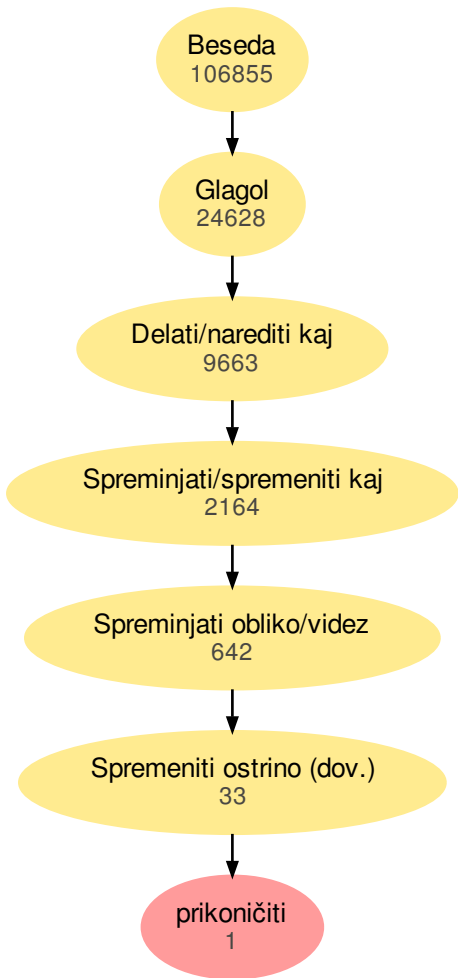 Beseda
106855
Glagol
24628
Delati/narediti kaj
9663
Spreminjati/spremeniti kaj
2164
Spreminjati obliko/videz
642
Spremeniti ostrino (dov.)
33
prikoničiti
1